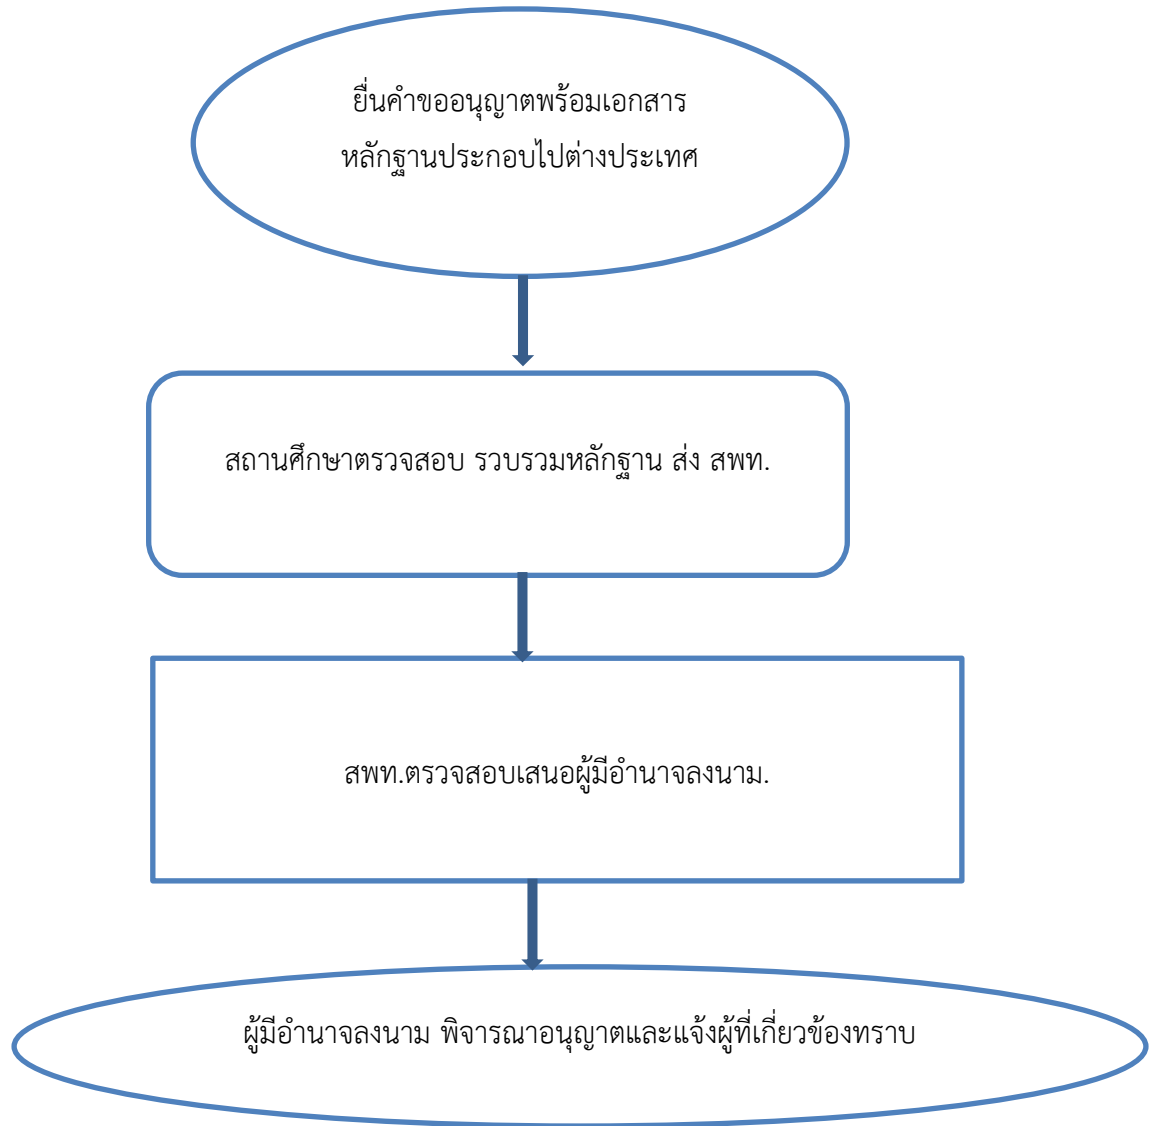 ยื่นคำขออนุญาตพร้อมเอกสาร
หลักฐานประกอบไปต่างประเทศ
สถานศึกษาตรวจสอบ รวบรวมหลักฐาน ส่ง สพท.
สพท.ตรวจสอบเสนอผู้มีอำนาจลงนาม.
ผู้มีอำนาจลงนาม พิจารณาอนุญาตและแจ้งผู้ที่เกี่ยวข้องทราบ